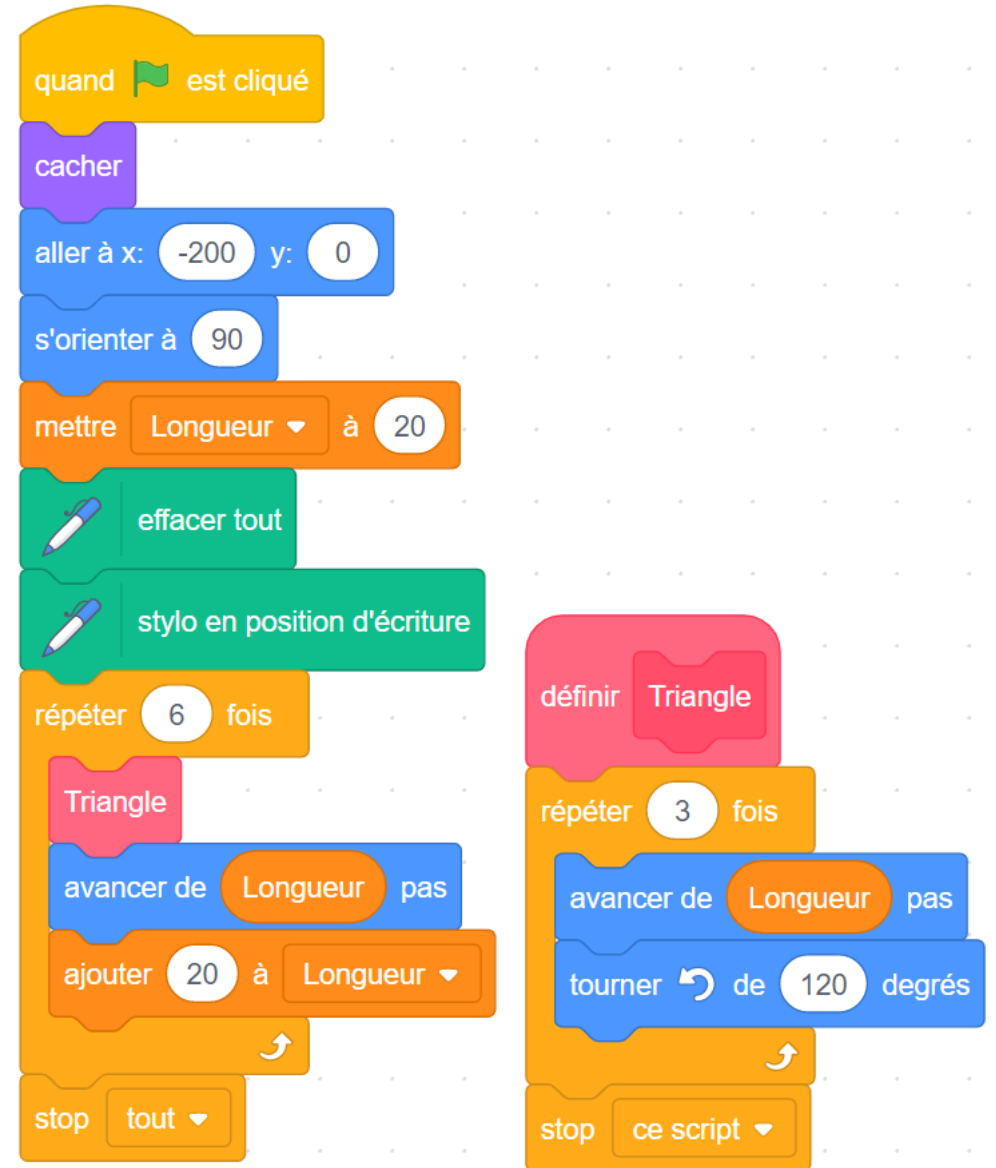 quand est cliqué
cacher
aller à x: -200 y: 0
s'orienter à 90
mettre Longueur à 20
effacer tout
stylo en position d'écriture
répéter 6 fois
Triangle
avancer de Longueur pas
ajouter 20 à Longueur
stop tout
définir Triangle
répéter 3 fois
avancer de Longueur pas
tourner de 120 degrés
stop ce script